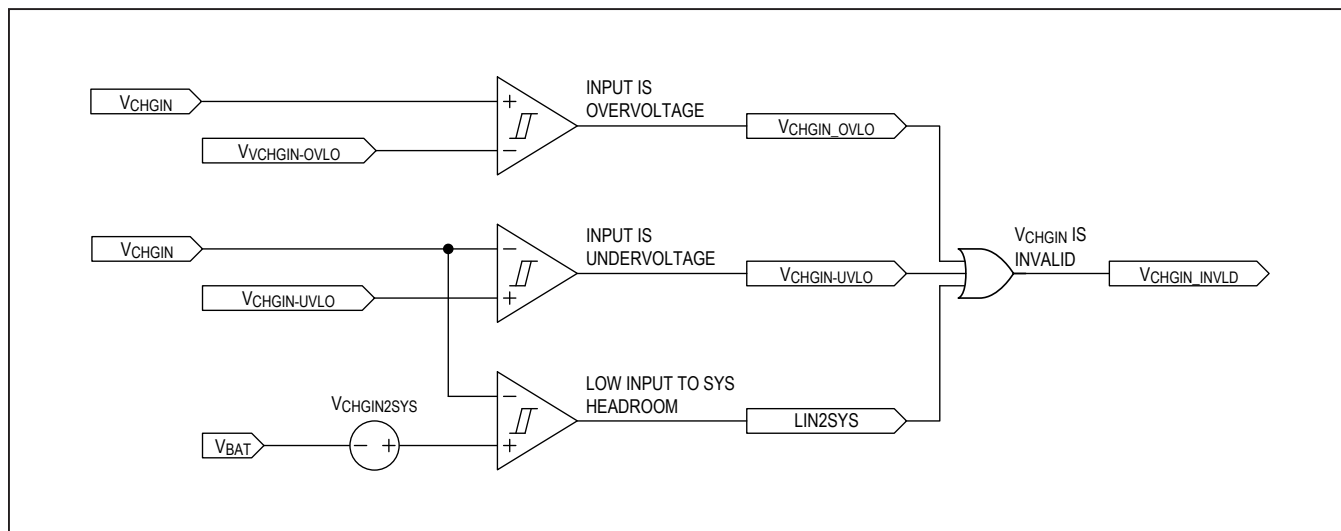 VCHGIN
VVCHGIN-OVLO
+
−
INPUT IS
OVERVOLTAGE
VCHGIN_OVLO
VCHGIN
VCHGIN-UVLO
−
+
INPUT IS
UNDERVOLTAGE
VCHGIN-UVLO
VCHGIN IS
INVALID
VCHGIN_INVLD
VCHGIN2SYS
VBAT
− +
−
+
LOW INPUT TO SYS
HEADROOM
LIN2SYS